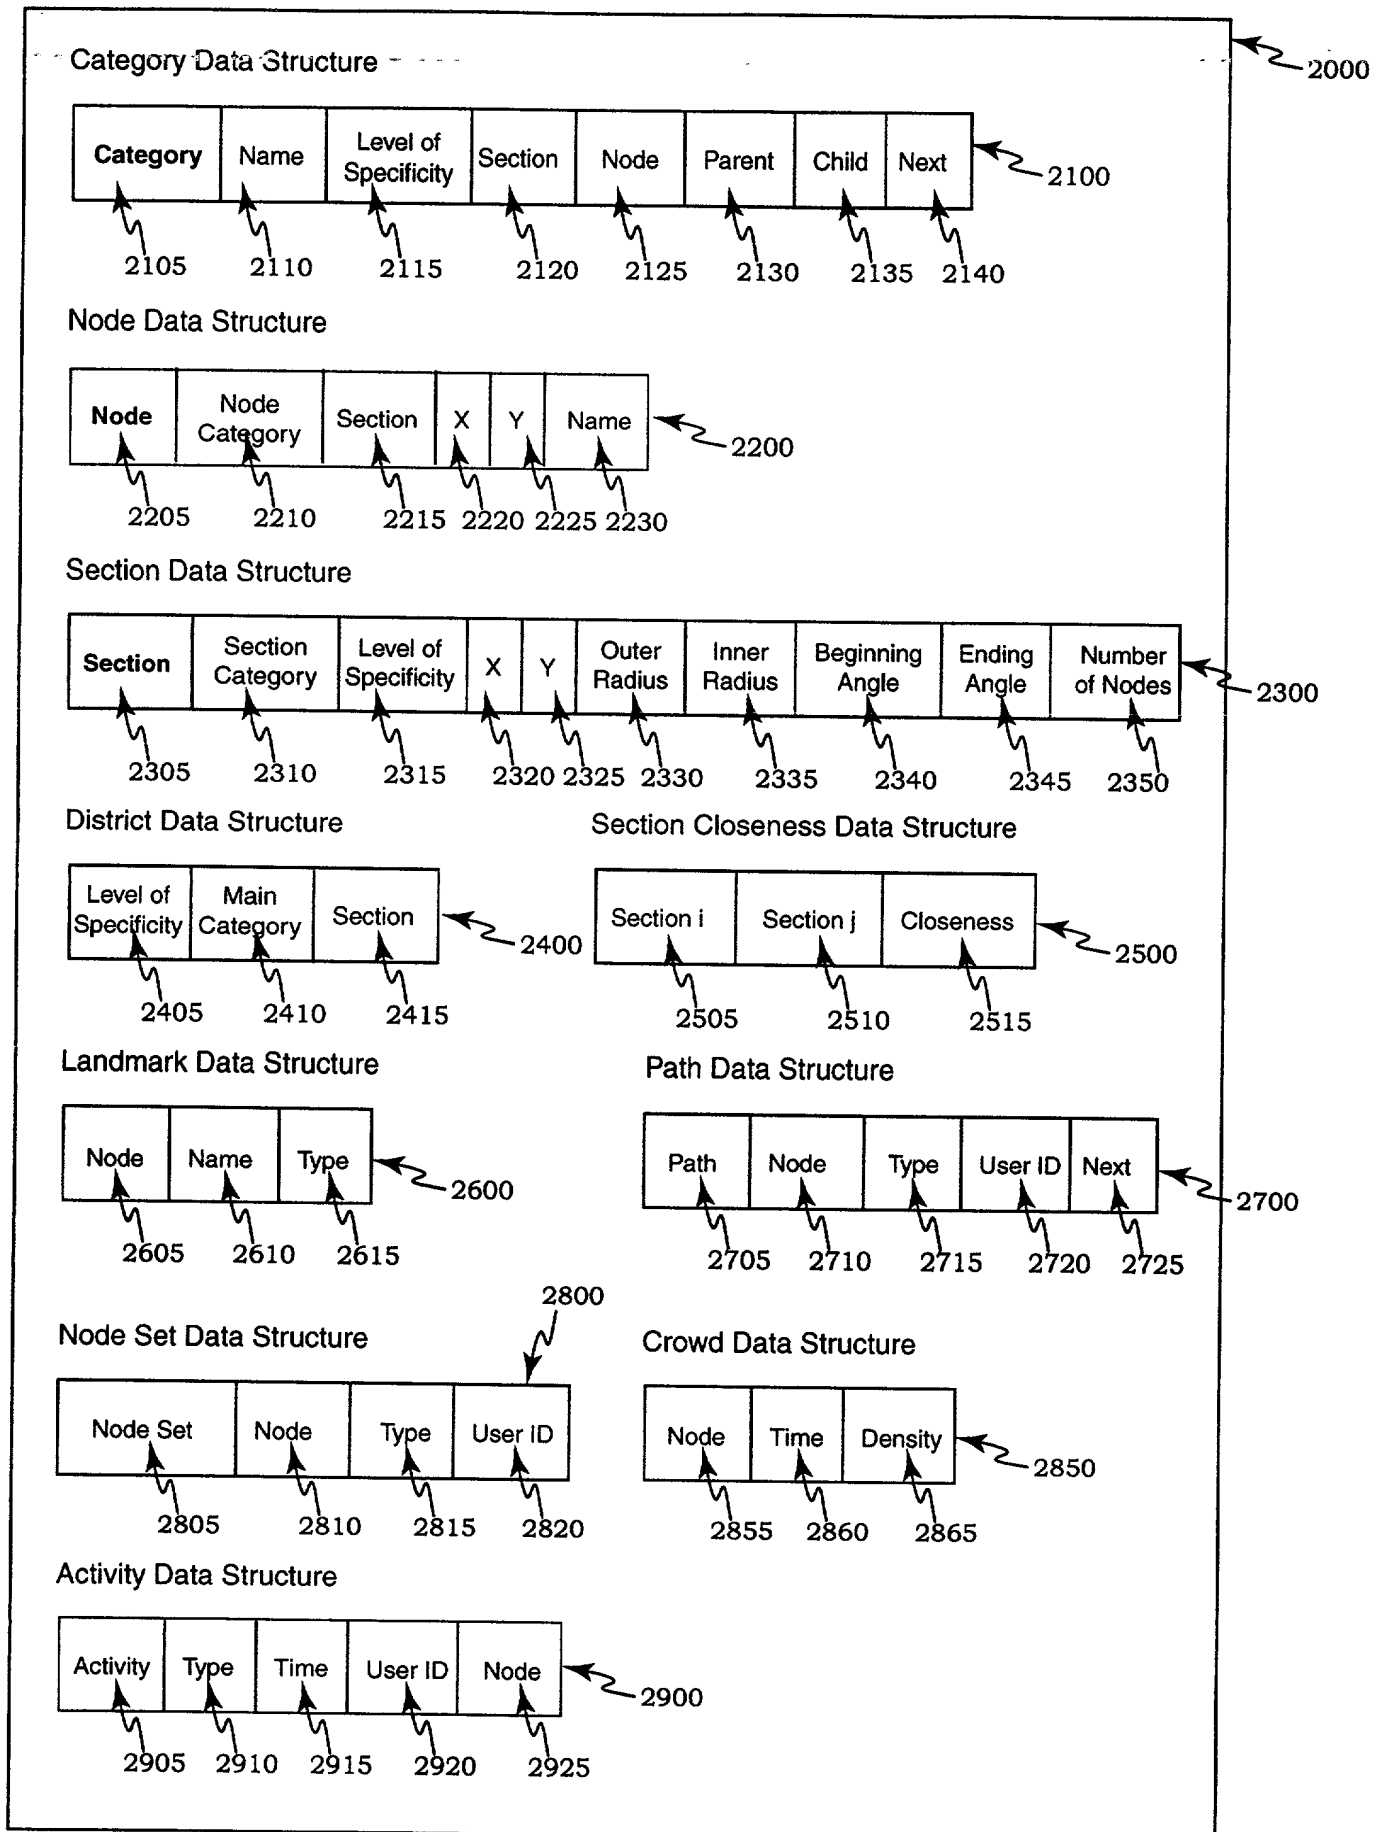 Category Data Structure
2000
Category Name Level of Specificity Section Node Parent Child Next
2100
2105 2110 2115 2120 2125 2130 2135 2140
Node Data Structure
Node Node Category Section X Y Name
2200
2205 2210 2215 2220 2225 2230
Section Data Structure
Section Section Category Level of Specificity X Y Outer Radius Inner Radius Beginning Angle Ending Angle Number of Nodes
2300
2305 2310 2315 2320 2325 2330 2335 2340 2345 2350
District Data Structure
Level of Specificity Main Category Section
2400
2405 2410 2415
Section Closeness Data Structure
Section i Section j Closeness
2500
2505 2510 2515
Landmark Data Structure
Node Name Type
2600
2605 2610 2615
Path Data Structure
Path Node Type User ID Next
2700
2705 2710 2715 2720 2725
2800
Node Set Data Structure
Node Set Node Type User ID
2805 2810 2815 2820
Crowd Data Structure
Node Time Density
2850
2855 2860 2865
Activity Data Structure
Activity Type Time User ID Node
2900
2905 2910 2915 2920 2925